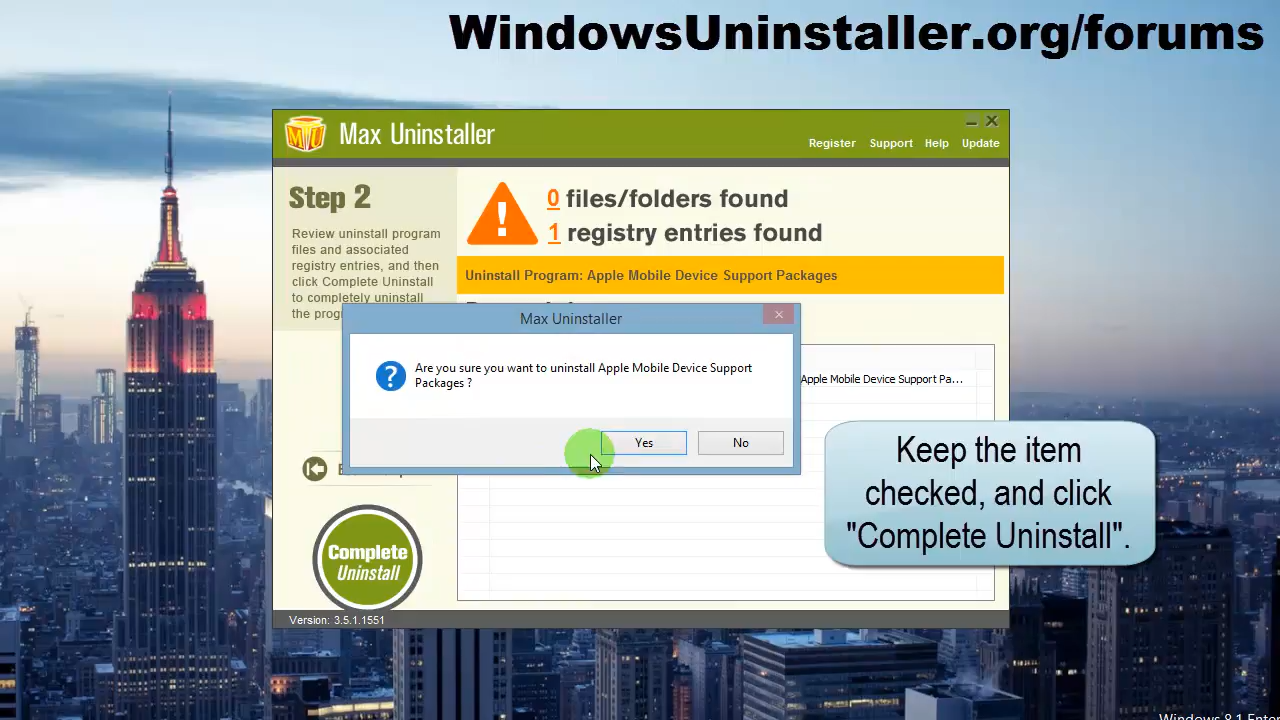 WindowsUninstaller.org/forums
MU Max Uninstaller
Register Support Help Update
Step 2
Review uninstall program
files and associated
registry entries, and then
click Complete Uninstall
to completely uninstall
the
0 files/folders found
1 registry entries found
Uninstall Program: Apple Mobile Device Support Packages
Max Uninstaller
Are you sure you want to uninstall Apple Mobile Device Support
Packages ?
Yes No
Apple Mobile Device Support Pa...
Keep the item
checked, and click
"Complete Uninstall".
Complete
Uninstall
Version: 3.5.1.1551